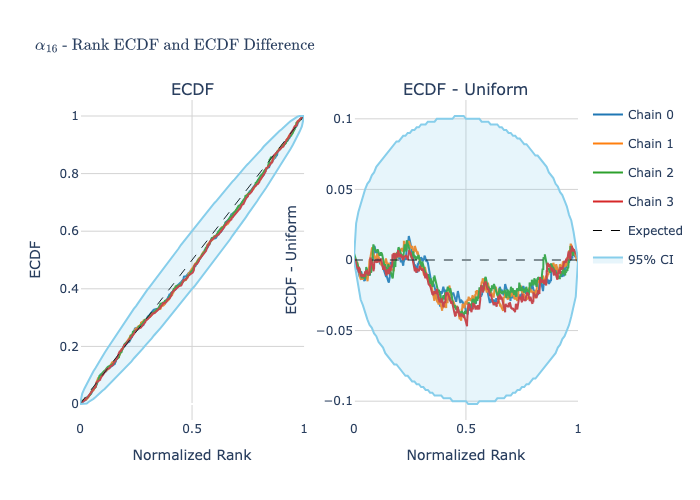 α₁₆ - Rank ECDF and ECDF Difference
ECDF
ECDF - Uniform
1
0.8
0.6
0.4
0.2
0
0
0.5
1
ECDF
Normalized Rank
0.1
0.05
0
−0.05
−0.1
0
0.5
1
ECDF - Uniform
Normalized Rank
Chain 0
Chain 1
Chain 2
Chain 3
Expected
95% CI